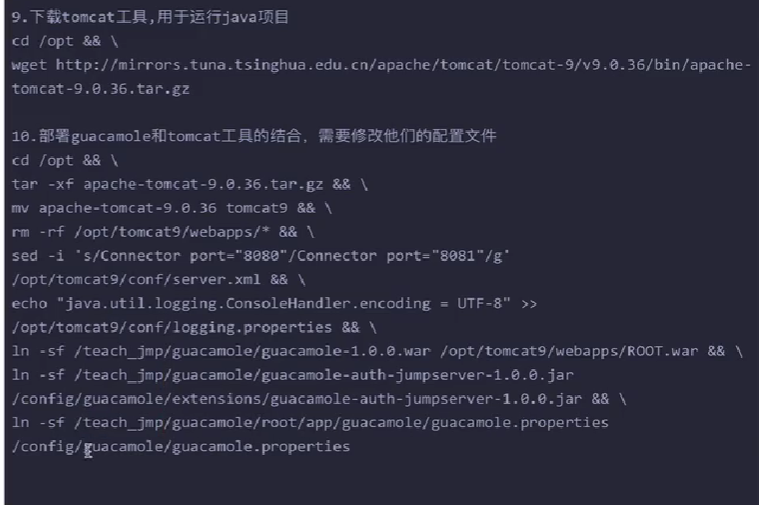 9.下载tomcat工具,用于运行java项目
cd /opt && \
wget http://mirrors.tuna.tsinghua.edu.cn/apache/tomcat/tomcat-9/v9.0.36/bin/apache-
tomcat-9.0.36.tar.gz
10.部署guacamole和tomcat工具的结合，需要修改他们的配置文件
cd /opt && \
tar -xf apache-tomcat-9.0.36.tar.gz && \
mv apache-tomcat-9.0.36 tomcat9 && \
rm -rf /opt/tomcat9/webapps/* && \
sed -i 's/Connector port="8080"/Connector port="8081"/g'
/opt/tomcat9/conf/server.xml && \
echo "java.util.logging.ConsoleHandler.encoding = UTF-8" >>
/opt/tomcat9/conf/logging.properties && \
ln -sf /teach_jmp/guacamole/guacamole-1.0.0.war /opt/tomcat9/webapps/ROOT.war && \
ln -sf /teach_jmp/guacamole/guacamole-auth-jumpserver-1.0.0.jar
/config/guacamole/extensions/guacamole-auth-jumpserver-1.0.0.jar && \
ln -sf /teach_jmp/guacamole/root/app/guacamole/guacamole.properties
/config/guacamole/guacamole.properties